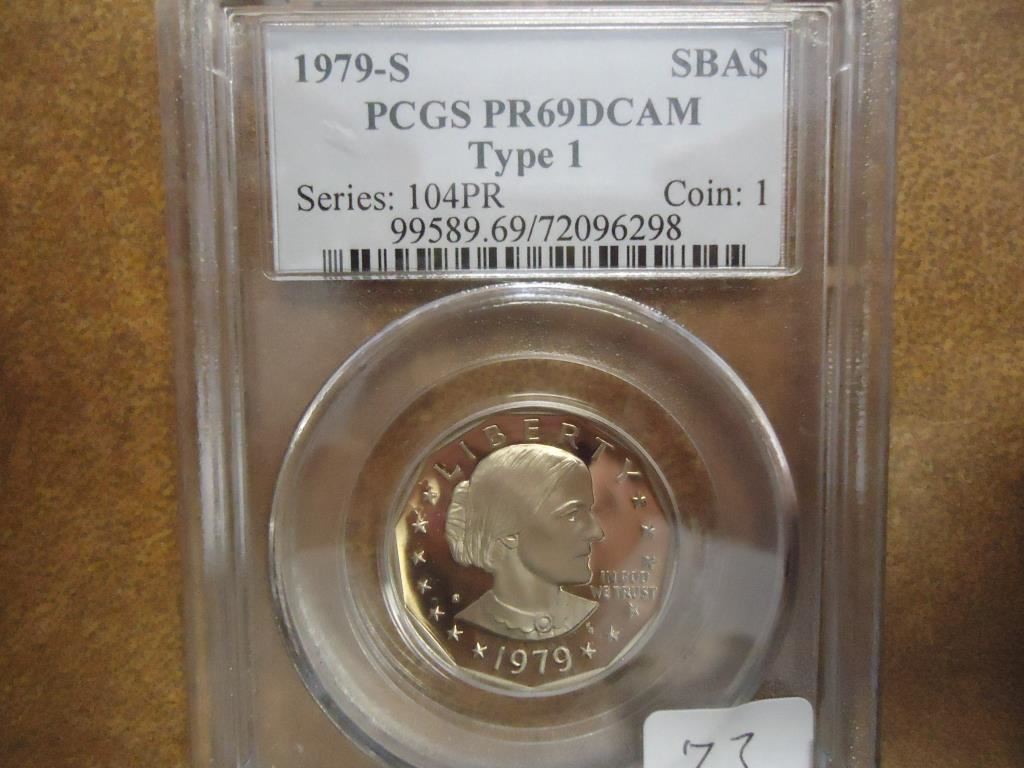 1979-S SBA$
PCGS PR69DCAM
Type 1
Series: 104PR Coin: 1
99589.69/72096298
LIBERTY
IN GOD
WE TRUST
S
1979
73